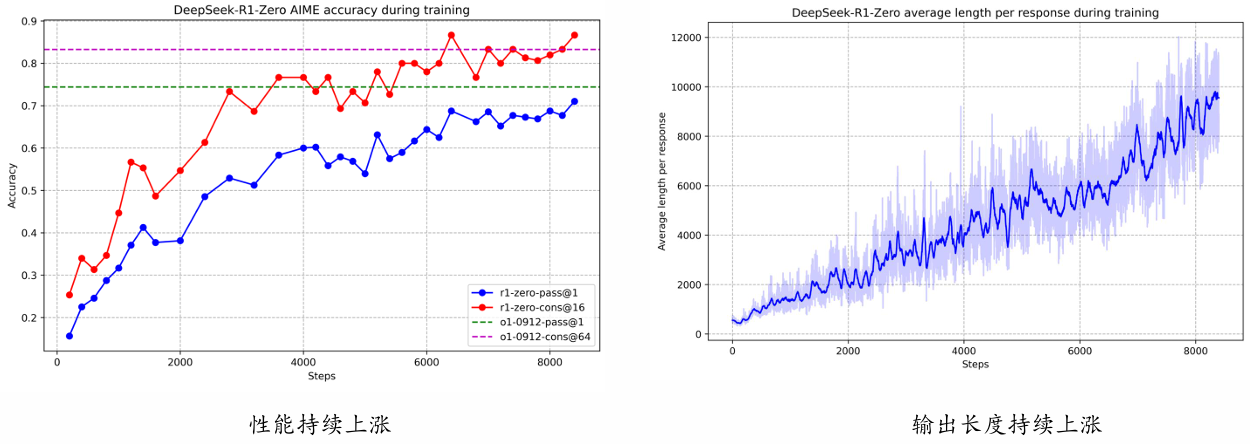 DeepSeek-R1-Zero AIME accuracy during training
0.9
0.8
0.7
0.6
0.5
0.4
0.3
0.2
Accuracy
0 2000 4000 6000 8000
Steps
r1-zero-pass@1
r1-zero-cons@16
o1-0912-pass@1
o1-0912-cons@64
性能持续上涨
DeepSeek-R1-Zero average length per response during training
12000
10000
8000
6000
4000
2000
0
Average length per response
0 2000 4000 6000 8000
Steps
输出长度持续上涨